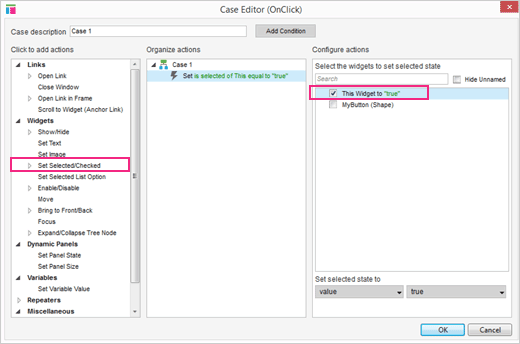 Case Editor (OnClick)
Case description Case 1 Add Condition
Click to add actions
Links
Open Link
Close Window
Open Link in Frame
Scroll to Widget (Anchor Link)
Widgets
Show/Hide
Set Text
Set Image
Set Selected/Checked
Set Selected List Option
Enable/Disable
Move
Bring to Front/Back
Focus
Expand/Collapse Tree Node
Dynamic Panels
Set Panel State
Set Panel Size
Variables
Set Variable Value
Repeaters
Miscellaneous
Organize actions
Case 1
Set is selected of This equal to "true"
Configure actions
Select the widgets to set selected state
Search Hide Unnamed
This Widget to "true"
MyButton (Shape)
Set selected state to
value true
OK Cancel